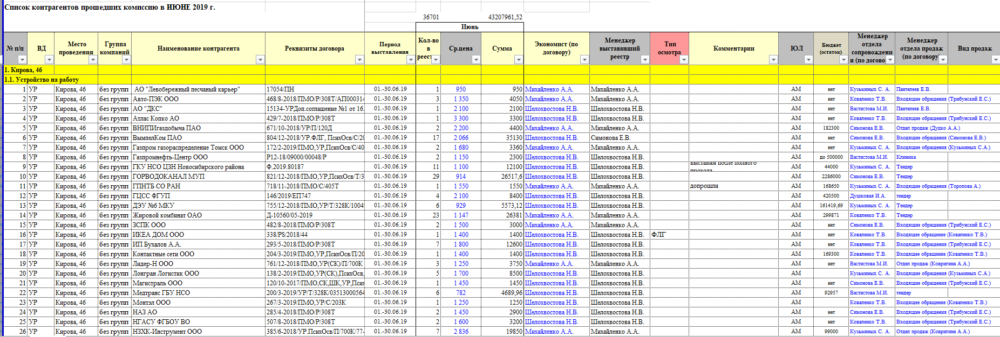 Список контрагентов прошедших комиссию в ИЮНЕ 2019 г.
36701 43207961,52
Июнь
№ п/п ВД Место проведения Группа компаний Наименование контрагента Реквизиты договора Период выставления Кол-во в реест Ср.цена Сумма Экономист (по договору) Менеджер выставивший реестр Тип осмотра Комментарии ЮЛ Бюджет (остаток) Менеджер отдела сопровождения (по догово Менеджер отдела продаж (по договору) Вид продаж
1. Кирова, 46
1.1. Устройство на работу
1 УР Кирова, 46 без групп АО "Левобережный песчаный карьер" 17054/ПН 01.-30.06.19 1 950 950 Михайленко А.А. Михайленко А.А. АМ нет Кузьминых С. А. Пантелеев Е.В.
2 УР Кирова, 46 без групп Авто-ПЭК ООО 468/8-2018/ПМО/Р/308Т/АП000314 01.-30.06.19 3 1 350 4050 Михайленко А.А. Михайленко А.А. АМ нет Коваленко Т.В. Входящие обращения (Трибунский Е.С.)
3 УР Кирова, 46 без групп АО "ДКС" 15134-УРДоп.соглашение №1 от 16. 01.-30.06.19 1 2 100 2100 Шелохвостова Н.В. Шелохвостова Н.В. АМ нет Вастистова М.И. Пантелеев Е.В.
4 УР Кирова, 46 без групп Атлас Копко АО 429/7-2018/ПМО/Р/308Т 01.-30.06.19 1 3 300 3300 Шелохвостова Н.В. Шелохвостова Н.В. АМ нет Коваленко Т.В. Входящие обращения (Трибунский Е.С.)
5 УР Кирова, 46 без групп ВНИПИгаздобыча ПАО 671/10-2018/УР/П/120Д 01.-30.06.19 2 2 200 4400 Михайленко А.А. Михайленко А.А. АМ 182300 Симонова Е.В. Отдел продаж (Дудко А.А.)
6 УР Кирова, 46 без групп ВымпелКом ПАО 804/12-2018/УР.ФЛГ, ПсихОсв/С/20 01.-30.06.19 17 2 066 35130 Шелохвостова Н.В. Симонова Е.В. АМ нет Симонова Е.В. Входящие обращения (Симонова Е.В.)
7 УР Кирова, 46 без групп Газпром газораспределение Томск ООО 172/2-2019/ПМО,УР,ПсихОсв/С/40 01.-30.06.19 2 1 680 3360 Михайленко А.А. Михайленко А.А. АМ нет Кузьминых С. А. Входящие обращения (Кузьминых С.А.)
8 УР Кирова, 46 без групп Газпромнефть-Центр ООО Р12-18/09000/00048/Р 01.-30.06.19 2 1 150 2300 Шелохвостова Н.В. Шелохвостова Н.В. АМ до 500000 Вастистова М.И. Клиника
9 УР Кирова, 46 без групп ГКУ НСО ЦЗН Новосибирского района Ф.2019.80187 01.-30.06.19 11 1 100 12100 Шелохвостова Н.В. Шелохвостова Н.В. выставим после полного прохода АМ 44000 Кузьминых С. А. Тендер
10 УР Кирова, 46 без групп ГОРВОДОКАНАЛ МУП 821/12-2018/ПМО,УР,ПсихОсв/Т/3 01.-30.06.19 29 914 26517,6 Шелохвостова Н.В. Шелохвостова Н.В. АМ 2286000 Симонова Е.В. Тендер
11 УР Кирова, 46 без групп ГПНТБ СО РАН 718/11-2018/ПМО/С/405Т 01.-30.06.19 1 1 550 1550 Михайленко А.А. Михайленко А.А. допрошли АМ 168650 Кузьминых С. А. Входящие обращения (Торопова А.)
12 УР Кирова, 46 без групп ГЦСС ФГУП 146/2019/ЕП747 01.-30.06.19 4 2 100 8400 Шелохвостова Н.В. Шелохвостова Н.В. АМ 420500 Душковая И.А. тендер
13 УР Кирова, 46 без групп ДЭУ №6 МКУ 755/12-2018/ПМО,УР/Т/328К/1004 01.-30.06.19 6 929 5573,12 Шелохвостова Н.В. Шелохвостова Н.В. АМ 161419,69 Кузьминых С. А. Тендер
14 УР Кирова, 46 без групп Жировой комбинат ОАО Д-10560/05-2019 01.-30.06.19 23 1 147 26381 Михайленко А.А. Михайленко А.А. АМ 299871 Коваленко Т.В. Тендер
15 УР Кирова, 46 без групп ЗСПК ООО 482/8-2018/ПМО/Р/308Т 01.-30.06.19 2 1 500 3000 Михайленко А.А. Михайленко А.А. АМ нет Симонова Е.В. Входящие обращения (Трибунский Е.С.)
16 УР Кирова, 46 без групп ИКЕА ДОМ ООО 338/PS/2018/44 01.-30.06.19 1 1 400 1400 Шелохвостова Н.В. Шелохвостова Н.В. ФЛГ АМ нет Коваленко Т.В. Входящее обращение (Коваленко Т.В.)
17 УР Кирова, 46 без групп ИП Бухалов А.А. 293/5-2018/ПМО/Р/308Т 01.-30.06.19 7 1 800 12600 Шелохвостова Н.В. Шелохвостова Н.В. АМ нет Коваленко Т.В. Входящие обращения (Трибунский Е.С.)
18 УР Кирова, 46 без групп Контактные сети ООО 204/3-2019/ПМО,УР,ПсихОсв/П/20 01.-30.06.19 1 1 400 1400 Шелохвостова Н.В. Шелохвостова Н.В. АМ 169300 Коваленко Т.В. Входящее обращение (Коваленко Т.В.)
19 УР Кирова, 46 без групп Лидер-Н ООО 761/12-2018/ПМО,УР(СК)/П/700К 01.-30.06.19 3 1 250 3750 Михайленко А.А. Михайленко А.А. АМ нет Вастистова М.И. Отдел продаж (Ковригина А.А.)
20 УР Кирова, 46 без групп Лонгран Логистик ООО 138/2-2019/ПМО,УР(СК),ПсихОсв, 01.-30.06.19 5 1 700 8500 Шелохвостова Н.В. Шелохвостова Н.В. АМ Кузьминых С. А. Входящие обращения (Кузьминых С.А.)
21 УР Кирова, 46 без групп Магистраль ООО 120/10-2017/ПМО,СК,ШК,УР,Псих 01.-30.06.19 1 1 450 1450 Шелохвостова Н.В. Шелохвостова Н.В. АМ нет Симонова Е.В. Входящие обращения (Трибунский Е.С.)
22 УР Кирова, 46 без групп Медтранс ГБУ НСО 200/3-2019/УР/Т/328К/03513000564 01.-30.06.19 6 782 4689,96 Шелохвостова Н.В. Шелохвостова Н.В. АМ 92957 Вастистова М.И. тендер
23 УР Кирова, 46 без групп Монтэл ООО 267/3-2019/ПМО,УР/С/203К 01.-30.06.19 1 1 250 1250 Шелохвостова Н.В. Шелохвостова Н.В. АМ Коваленко Т.В. Входящие обращение (Коваленко Т.В.)
24 УР Кирова, 46 без групп НАЗ АО 285/4-2018/ПМО/Р/308Т 01.-30.06.19 2 1 450 2900 Шелохвостова Н.В. Шелохвостова Н.В. АМ нет Симонова Е.В. Входящие обращения (Трибунский Е.С.)
25 УР Кирова, 46 без групп НГАСУ ФГБОУ ВО 507/8-2018/ПМО/Р/308Т 01.-30.06.19 2 1 600 3200 Шелохвостова Н.В. Шелохвостова Н.В. АМ нет Коваленко Т.В. Входящие обращения (Трибунский Е.С.)
26 УР Кирова, 46 без групп НЗХК-Инструмент ООО 385/6-2018/УР.ПсихОсв/П/700К/77- 01.-30.06.19 7 2 836 19850 Михайленко А.А. Михайленко А.А. АМ 99000 Кузьминых С. А. Отдел продаж (Ковригина А.А.)